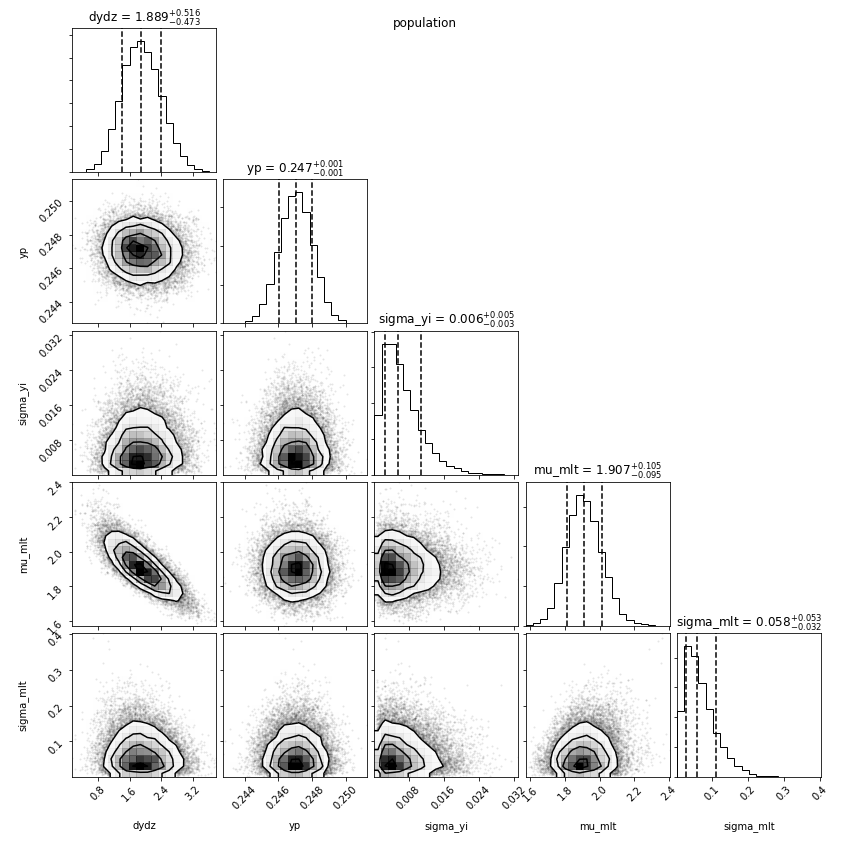 population
dydz = 1.889+0.516−0.473
yp = 0.247+0.001−0.001
0.250
0.248
0.246
0.244
yp
sigma_yi = 0.006+0.005−0.003
0.032
0.024
0.016
0.008
sigma_yi
mu_mlt = 1.907+0.105−0.095
2.4
2.2
2.0
1.8
1.6
mu_mlt
sigma_mlt = 0.058+0.053−0.032
0.4
0.3
0.2
0.1
sigma_mlt
0.8 1.6 2.4 3.2
0.244 0.246 0.248 0.250
0.008 0.016 0.024 0.032
1.6 1.8 2.0 2.2 2.4
0.1 0.2 0.3 0.4
dydz yp sigma_yi mu_mlt sigma_mlt